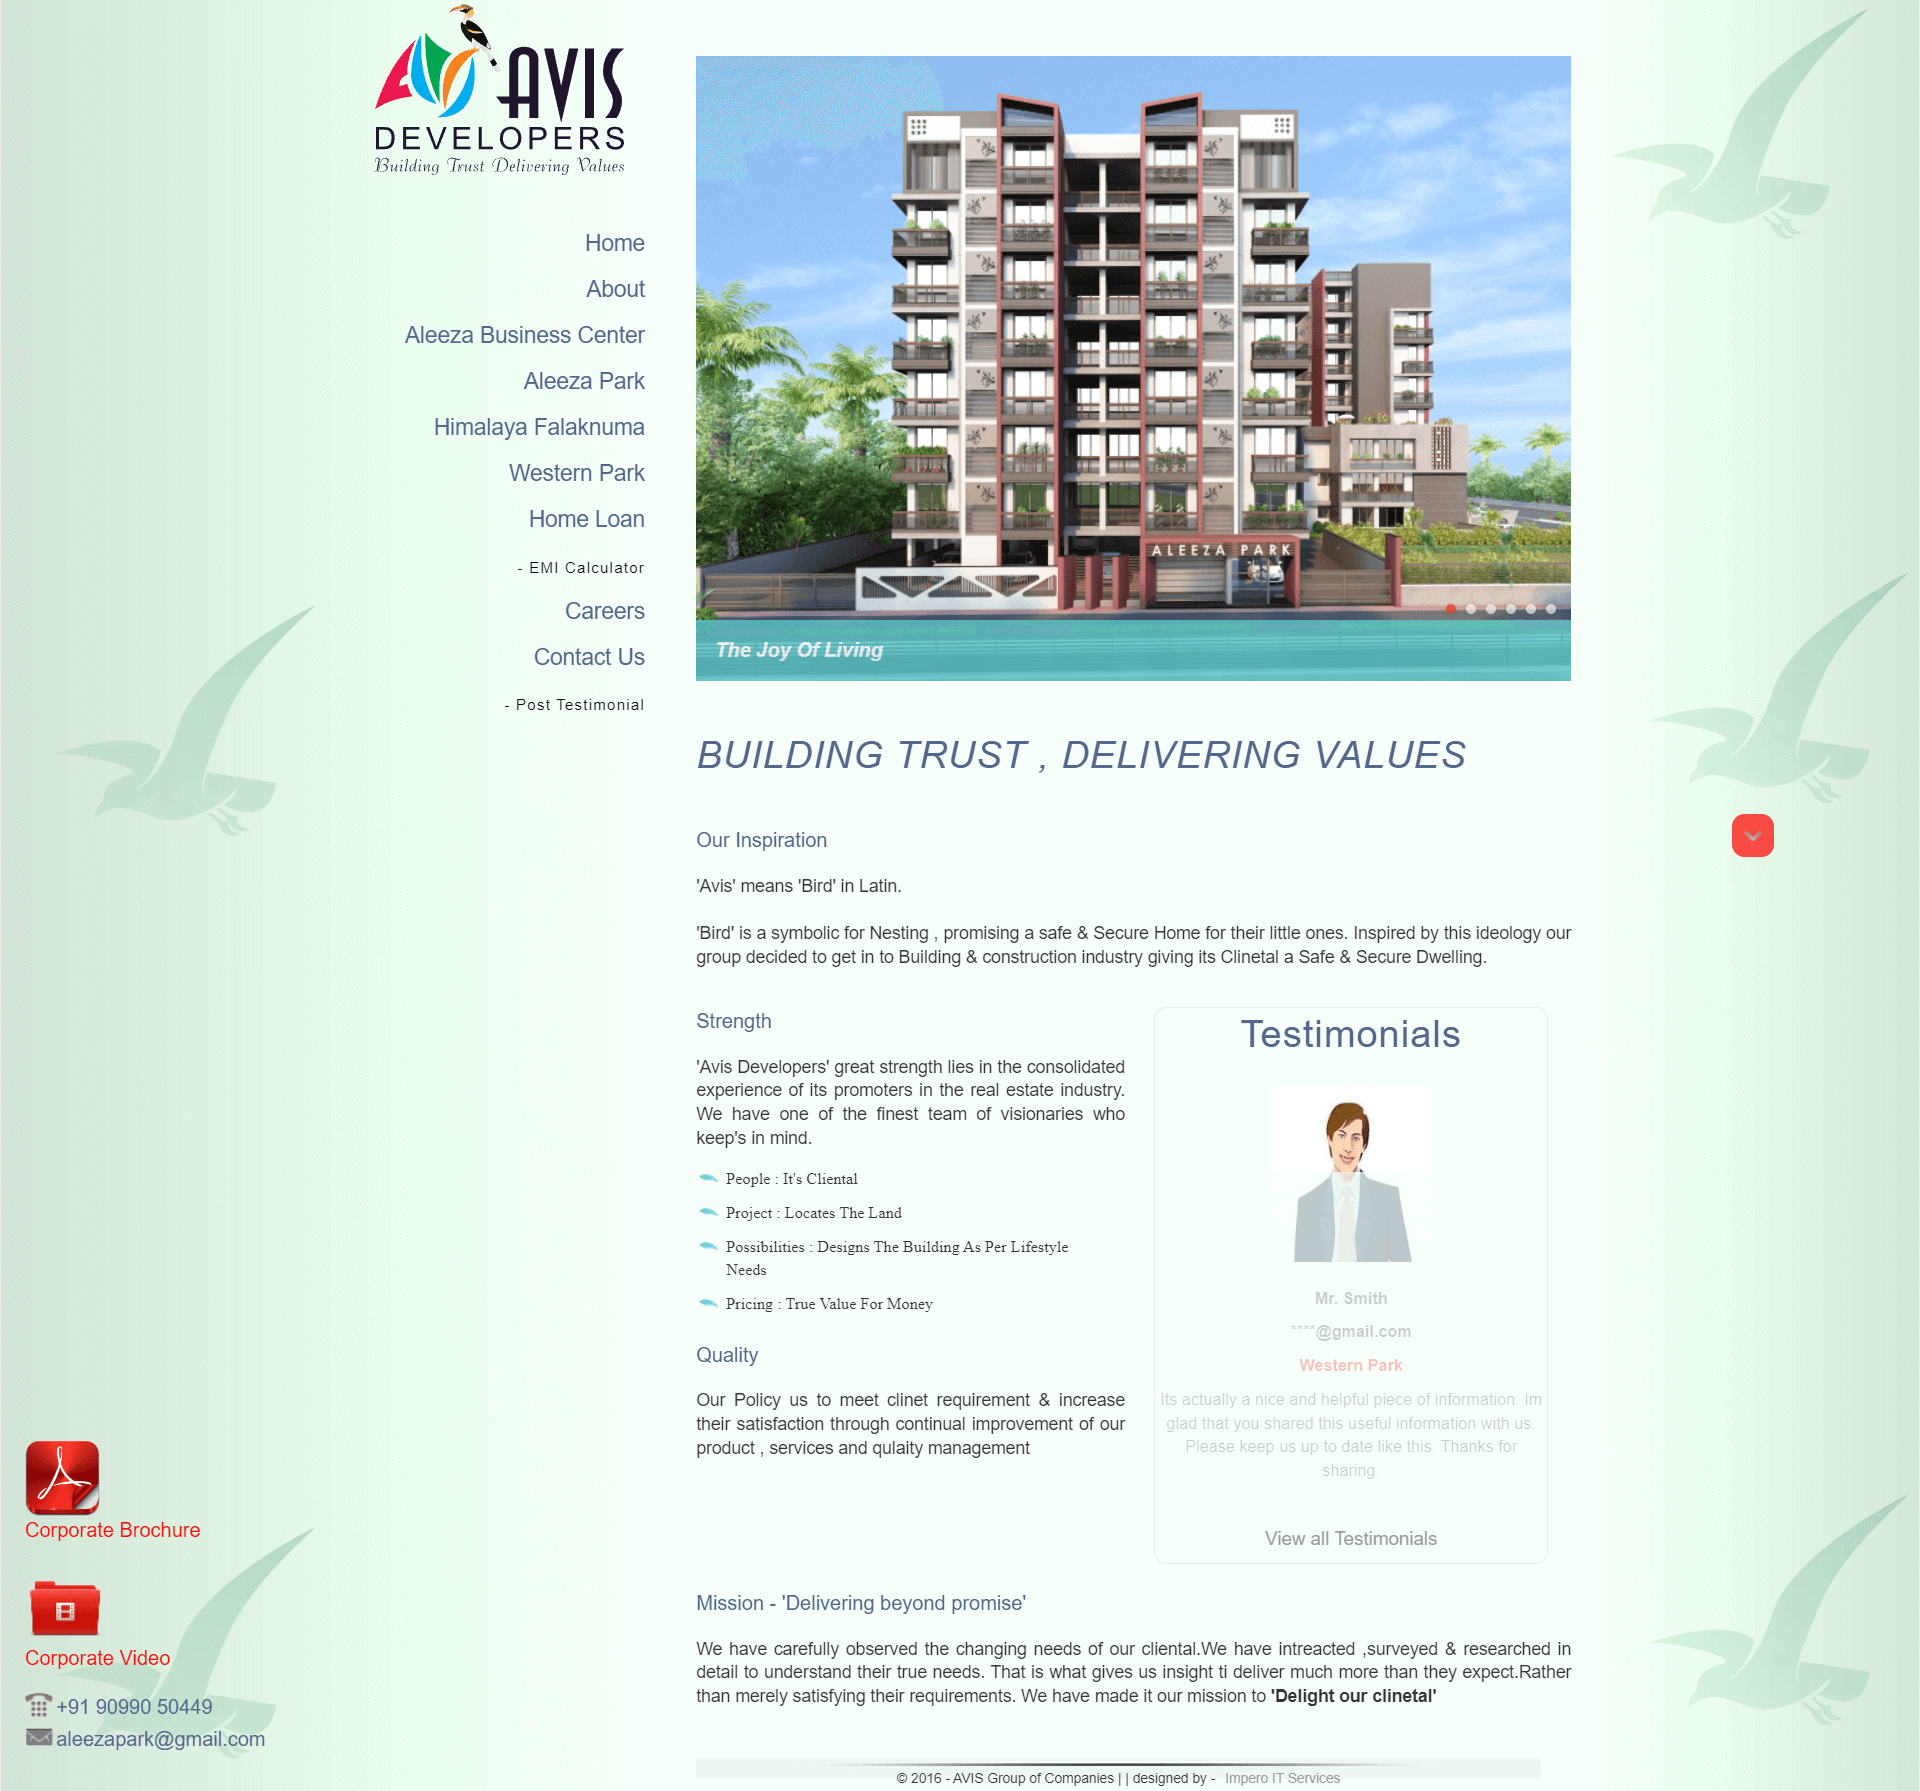 AVIS
DEVELOPERS
Building Trust Delivering Values
Home
About
Aleeza Business Center
Aleeza Park
Himalaya Falaknuma
Western Park
Home Loan
- EMI Calculator
Careers
Contact Us
- Post Testimonial
ALEEZA PARK
The Joy Of Living
BUILDING TRUST , DELIVERING VALUES
Our Inspiration
'Avis' means 'Bird' in Latin.
'Bird' is a symbolic for Nesting , promising a safe & Secure Home for their little ones. Inspired by this ideology our
group decided to get in to Building & construction industry giving its Clinetal a Safe & Secure Dwelling.
Strength
'Avis Developers' great strength lies in the consolidated
experience of its promoters in the real estate industry.
We have one of the finest team of visionaries who
keep's in mind.
People : It's Cliental
Project : Locates The Land
Possibilities : Designs The Building As Per Lifestyle
Needs
Pricing : True Value For Money
Quality
Our Policy us to meet clinet requirement & increase
their satisfaction through continual improvement of our
product , services and qulaity management
Testimonials
Mr. Smith
****@gmail.com
Western Park
Its actually a nice and helpful piece of information. Im
glad that you shared this useful information with us.
Please keep us up to date like this. Thanks for
sharing.
View all Testimonials
Mission - 'Delivering beyond promise'
We have carefully observed the changing needs of our cliental.We have intreacted ,surveyed & researched in
detail to understand their true needs. That is what gives us insight ti deliver much more than they expect.Rather
than merely satisfying their requirements. We have made it our mission to 'Delight our clinetal'
Corporate Brochure
Corporate Video
+91 90990 50449
aleezapark@gmail.com
© 2016 - AVIS Group of Companies | | designed by - Impero IT Services